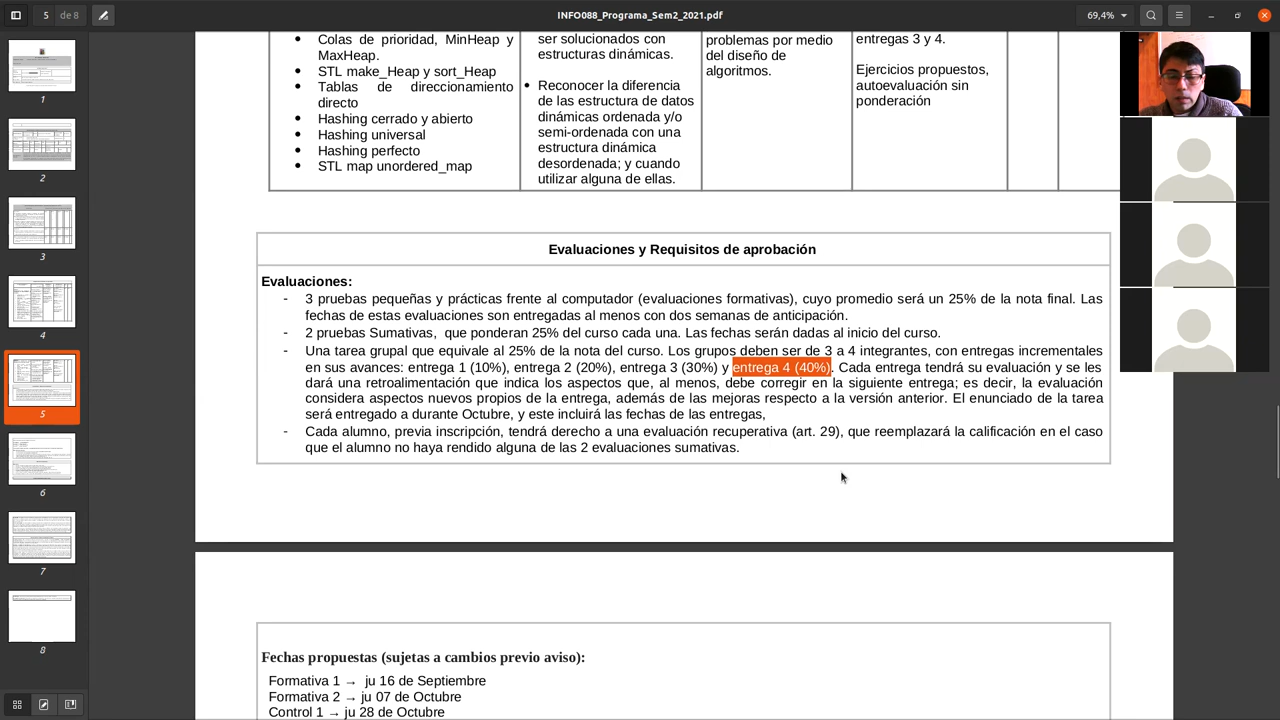 5 de 8
INFO088_Programa_Sem2_2021.pdf
69,4%
1
2
3
4
5
6
7
8
• Colas de prioridad, MinHeap y
MaxHeap.
• STL make_Heap y sort_Heap
• Tablas de direccionamiento
directo
• Hashing cerrado y abierto
• Hashing universal
• Hashing perfecto
• STL map unordered_map
ser solucionados con
estructuras dinámicas.
• Reconocer la diferencia
de las estructura de datos
dinámicas ordenada y/o
semi-ordenada con una
estructura dinámica
desordenada; y cuando
utilizar alguna de ellas.
problemas por medio
del diseño de
algoritmos.
entregas 3 y 4.
Ejercicios propuestos,
autoevaluación sin
ponderación
Evaluaciones y Requisitos de aprobación
Evaluaciones:
- 3 pruebas pequeñas y prácticas frente al computador (evaluaciones formativas), cuyo promedio será un 25% de la nota final. Las
fechas de estas evaluaciones son entregadas al menos con dos semanas de anticipación.
- 2 pruebas Sumativas, que ponderan 25% del curso cada una. Las fechas serán dadas al inicio del curso.
- Una tarea grupal que equivale al 25% de la nota del curso. Los grupos deben ser de 3 a 4 integrantes, con entregas incrementales
en sus avances: entrega 1 (10%), entrega 2 (20%), entrega 3 (30%) y entrega 4 (40%). Cada entrega tendrá su evaluación y se les
dará una retroalimentación que indica los aspectos que, al menos, debe corregir en la siguiente entrega; es decir, la evaluación
considera aspectos nuevos propios de la entrega, además de las mejoras respecto a la versión anterior. El enunciado de la tarea
será entregado a durante Octubre, y este incluirá las fechas de las entregas,
- Cada alumno, previa inscripción, tendrá derecho a una evaluación recuperativa (art. 29), que reemplazará la calificación en el caso
que el alumno no haya rendido alguna de las 2 evaluaciones sumativas.
Fechas propuestas (sujetas a cambios previo aviso):
Formativa 1 → ju 16 de Septiembre
Formativa 2 → ju 07 de Octubre
Control 1 → ju 28 de Octubre